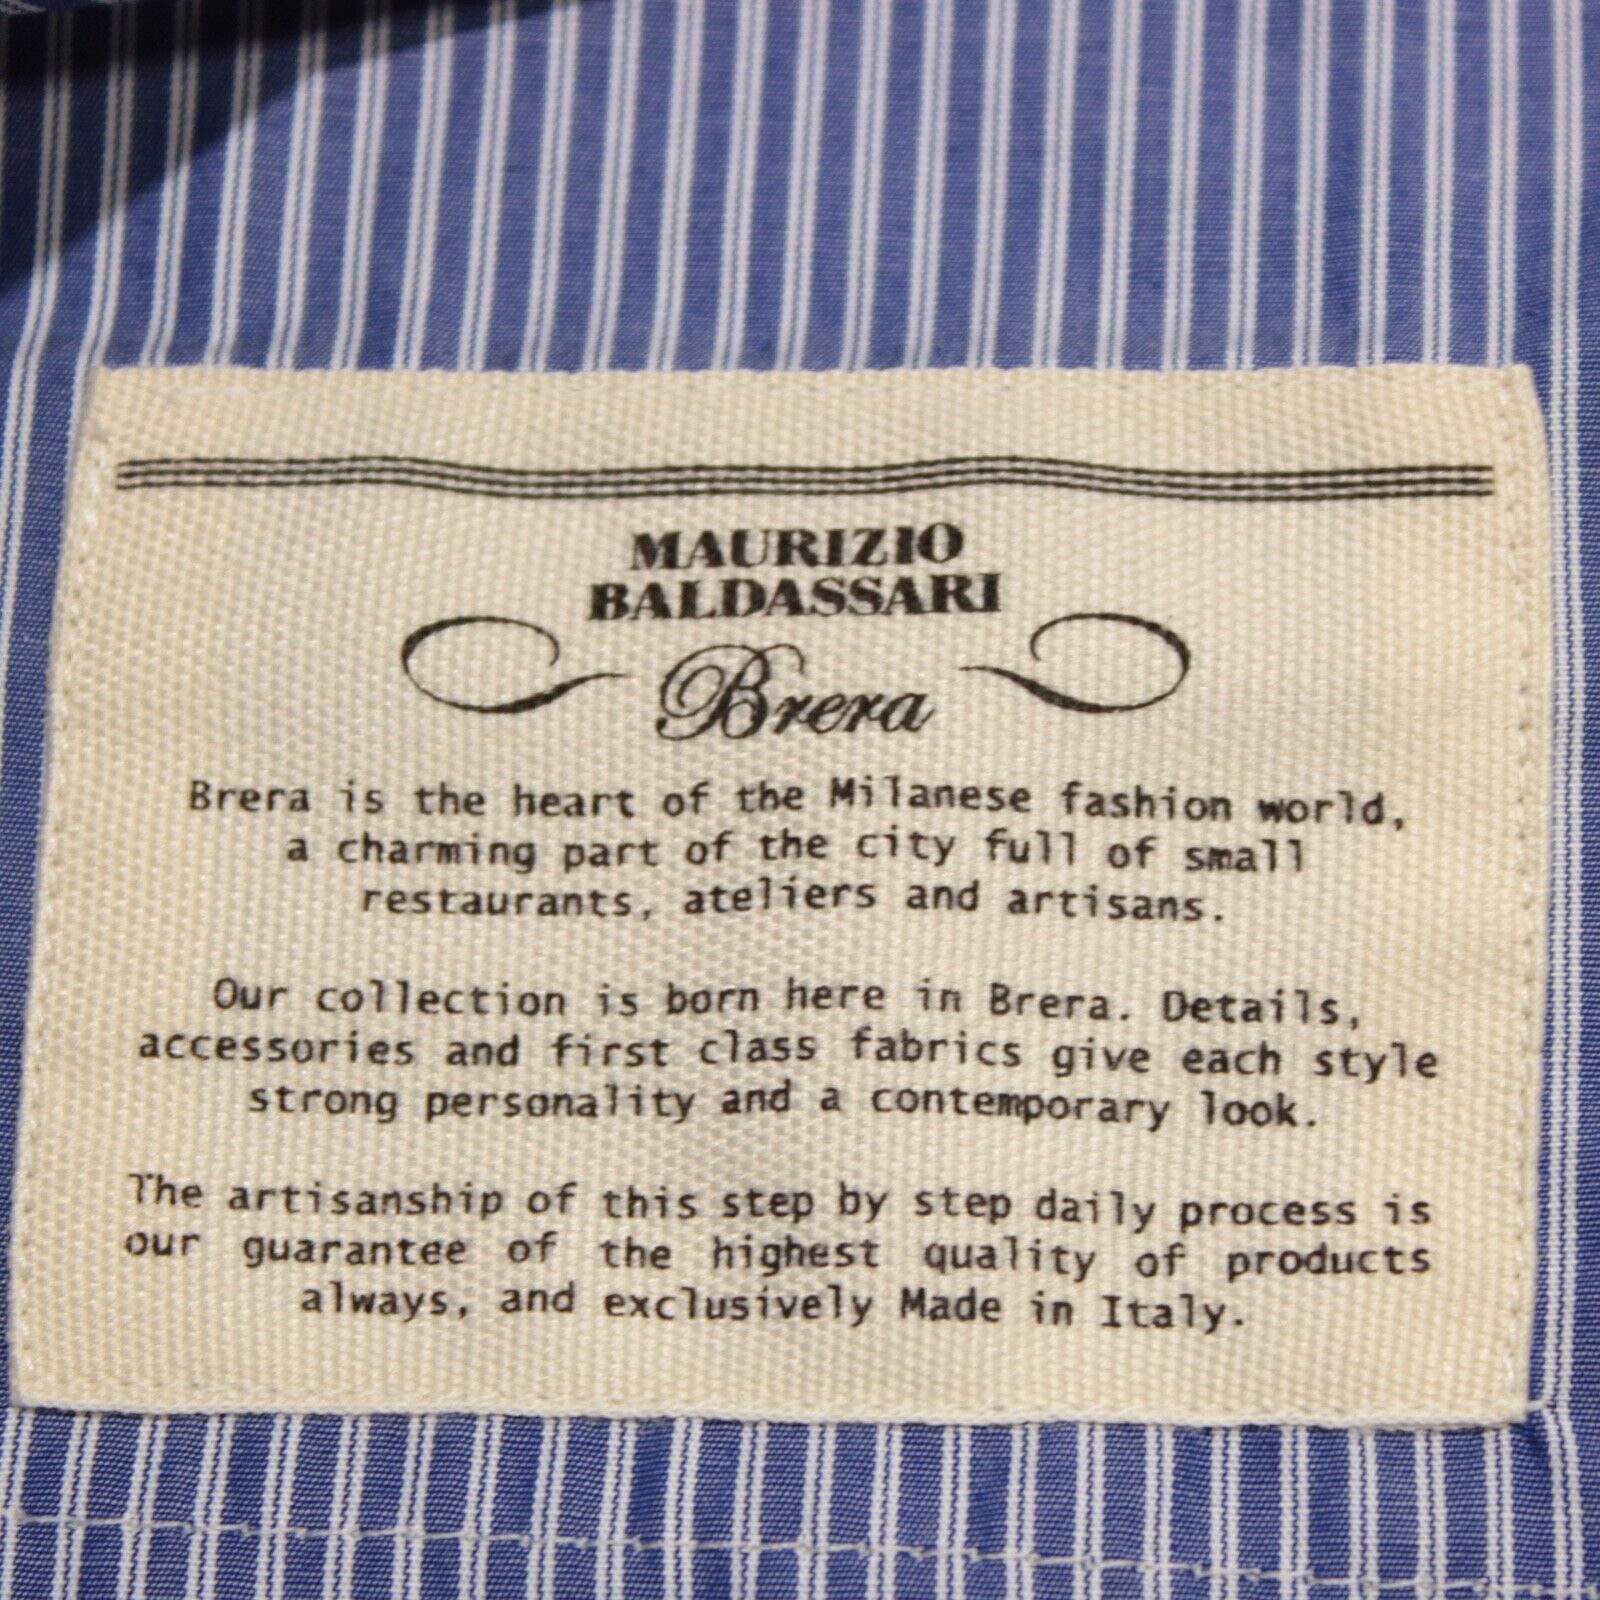 MAURIZIO
BALDASSARI
Brera
Brera is the heart of the Milanese fashion world,
a charming part of the city full of small
restaurants, ateliers and artisans.
Our collection is born here in Brera. Details,
accessories and first class fabrics give each style
strong personality and a contemporary look.
The artisanship of this step by step daily process is
our guarantee of the highest quality of products
always, and exclusively Made in Italy.